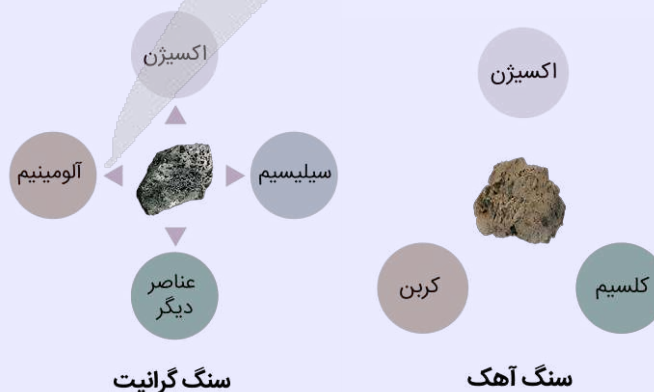 اکسیژن
اکسیژن
سیلیسیم
آلومینیم
عناصر
دیگر
کلسیم
کربن
سنگ آهک
سنگ گرانیت